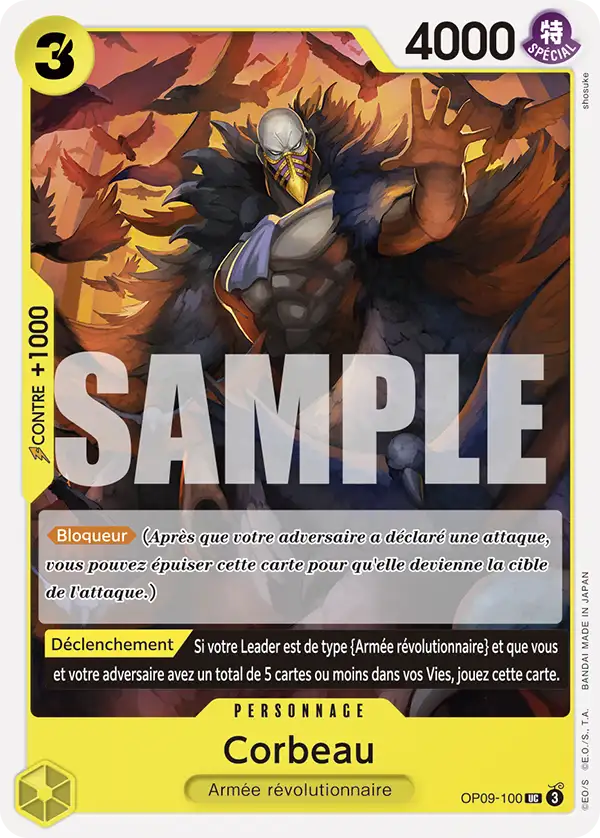 3
4000
特
SPÉCIAL
shosuke
CONTRE +1000
SAMPLE
Bloqueur (Après que votre adversaire a déclaré une attaque,
vous pouvez épuiser cette carte pour qu'elle devienne la cible
de l'attaque.)
Déclenchement Si votre Leader est de type {Armée révolutionnaire} et que vous
et votre adversaire avez un total de 5 cartes ou moins dans vos Vies, jouez cette carte.
PERSONNAGE
Corbeau
Armée révolutionnaire
OP09-100 UC 3
©EO/S ©E.O./S., T.A. BANDAI MADE IN JAPAN